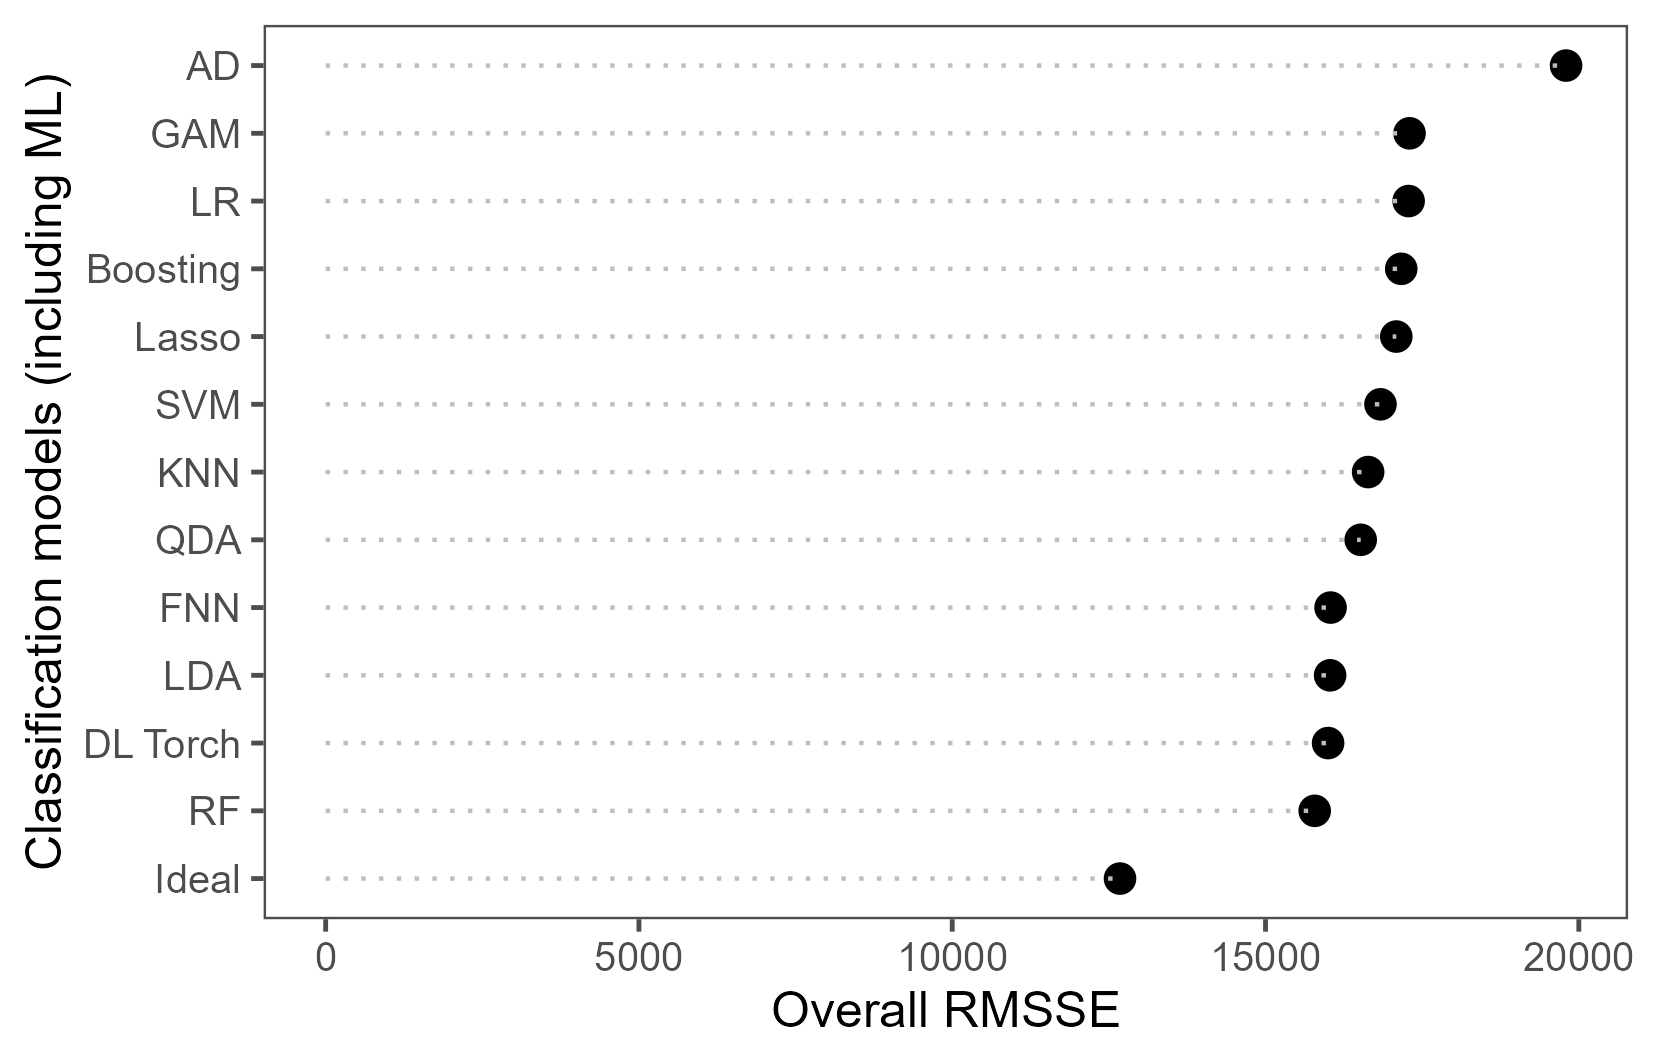 Classification models (including ML)
AD
GAM
LR
Boosting
Lasso
SVM
KNN
QDA
FNN
LDA
DL Torch
RF
Ideal
0 5000 10000 15000 20000
Overall RMSSE